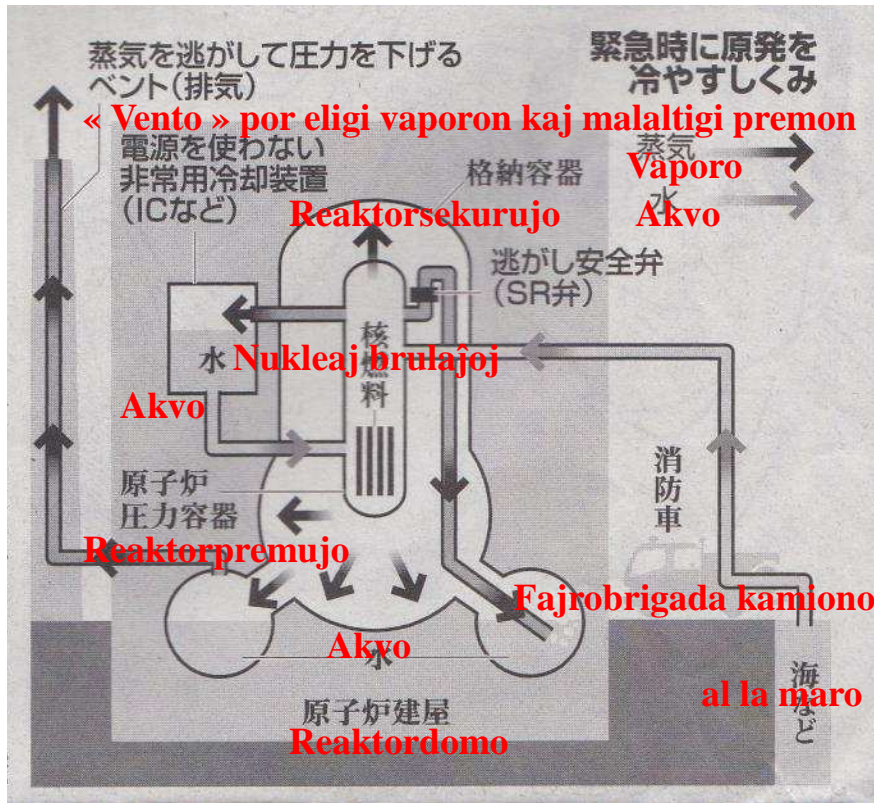 蒸気を逃がして圧力を下げる
ベント(排気)
緊急時に原発を
冷やすしくみ
« Vento » por eligi vaporon kaj malaltigi premon
電源を使わない
非常用冷却装置
(ICなど)
格納容器
蒸気
Vaporo
水
Akvo
Reaktorsekurujo
逃がし安全弁
(SR弁)
水
核燃料
Nukleaj brulaĵoj
Akvo
原子炉
圧力容器
消防車
Reaktorpremujo
Fajrobrigada kamiono
Akvo
水
海など
al la maro
原子炉建屋
Reaktordomo